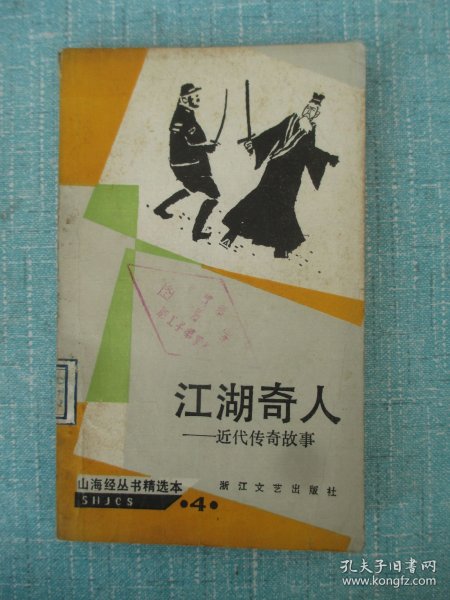 江湖奇人
——近代传奇故事
山海经丛书精选本
SHJCS
·4·
浙江文艺出版社
孔夫子旧书网
www.kongfz.com